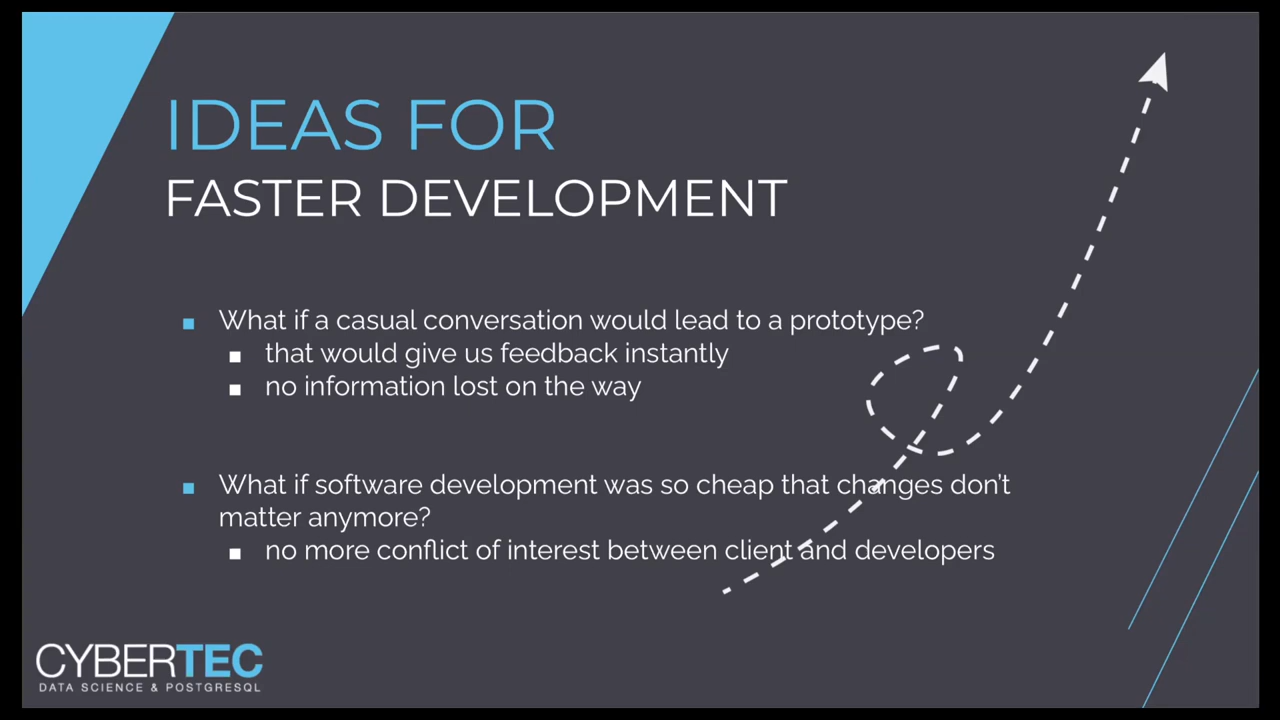 IDEAS FOR
FASTER DEVELOPMENT
What if a casual conversation would lead to a prototype?
that would give us feedback instantly
no information lost on the way
What if software development was so cheap that changes don't
matter anymore?
no more conflict of interest between client and developers
CYBERTEC
DATA SCIENCE & POSTGRESQL